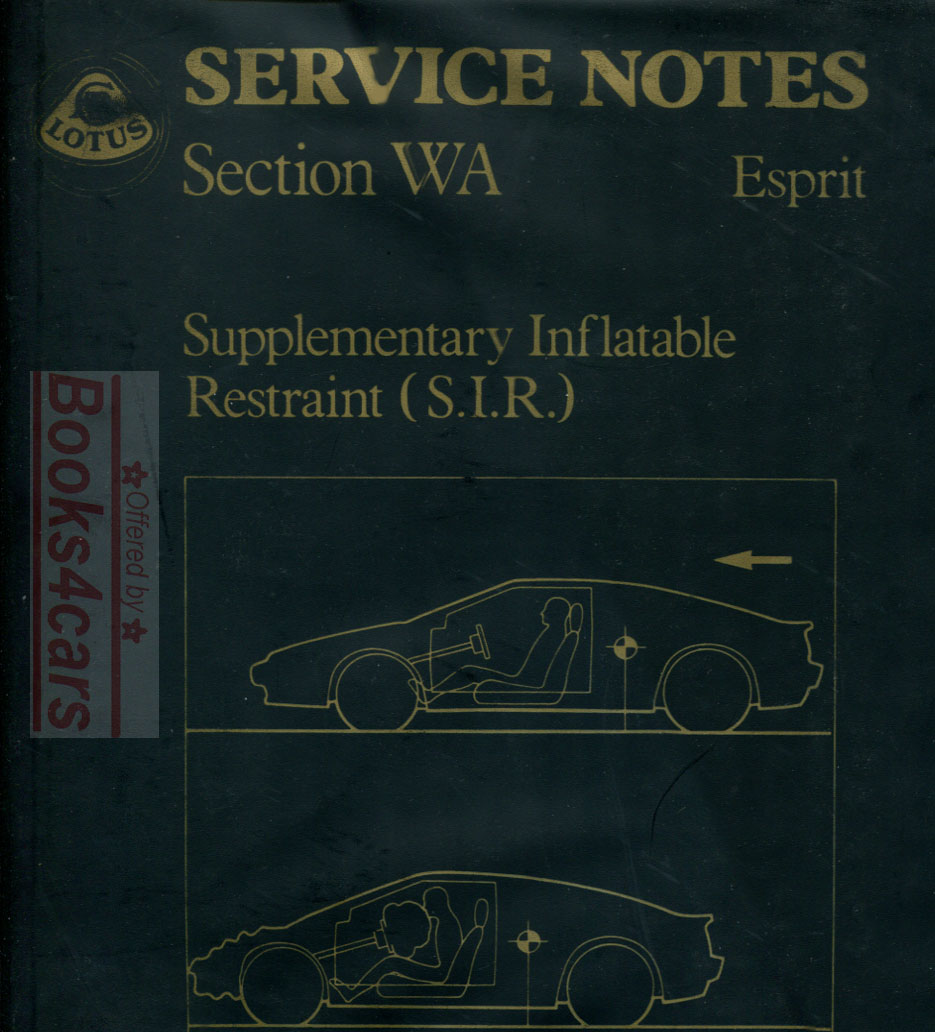 SERVICE NOTES
LOTUS
Section WA
Esprit
Supplementary Inflatable
Restraint (S.I.R.)
Books4cars
Offered by